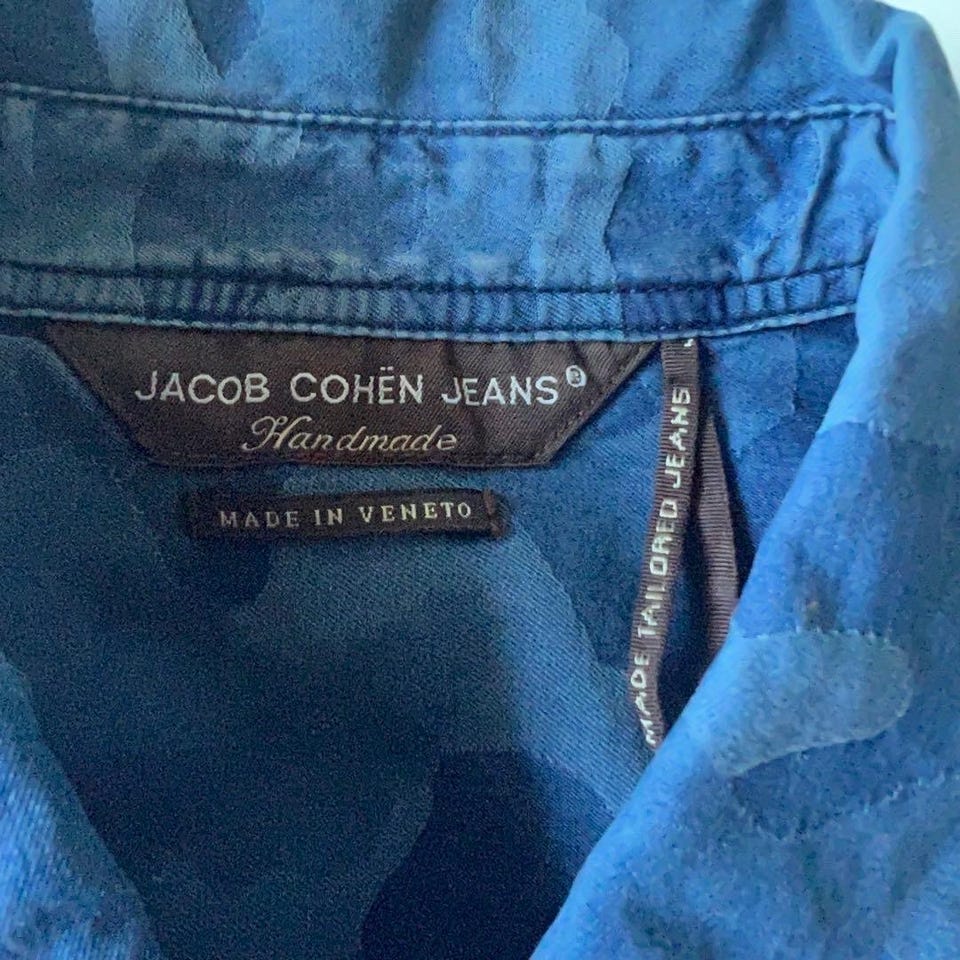 JACOB COHËN JEANS®
Handmade
MADE IN VENETO
MADE TAILORED JEANS